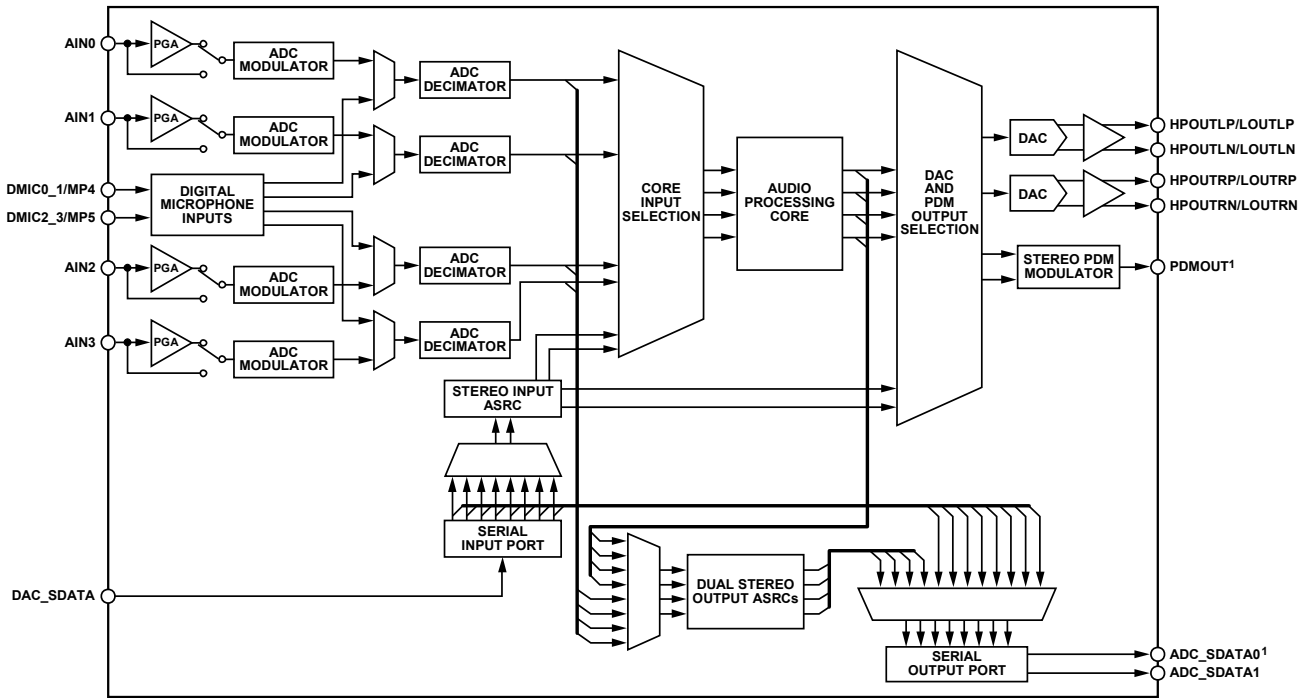 AIN0
PGA
ADC
MODULATOR
ADC
DECIMATOR
AIN1
PGA
ADC
MODULATOR
ADC
DECIMATOR
DMIC0_1/MP4
DMIC2_3/MP5
DIGITAL
MICROPHONE
INPUTS
AIN2
PGA
ADC
MODULATOR
ADC
DECIMATOR
AIN3
PGA
ADC
MODULATOR
ADC
DECIMATOR
CORE
INPUT
SELECTION
AUDIO
PROCESSING
CORE
DAC
AND
PDM
OUTPUT
SELECTION
DAC
HPOUTLP/LOUTLP
HPOUTLN/LOUTLN
DAC
HPOUTRP/LOUTRP
HPOUTRN/LOUTRN
STEREO PDM
MODULATOR
PDMOUT¹
STEREO INPUT
ASRC
SERIAL
INPUT PORT
DAC_SDATA
DUAL STEREO
OUTPUT ASRCs
SERIAL
OUTPUT PORT
ADC_SDATA0¹
ADC_SDATA1